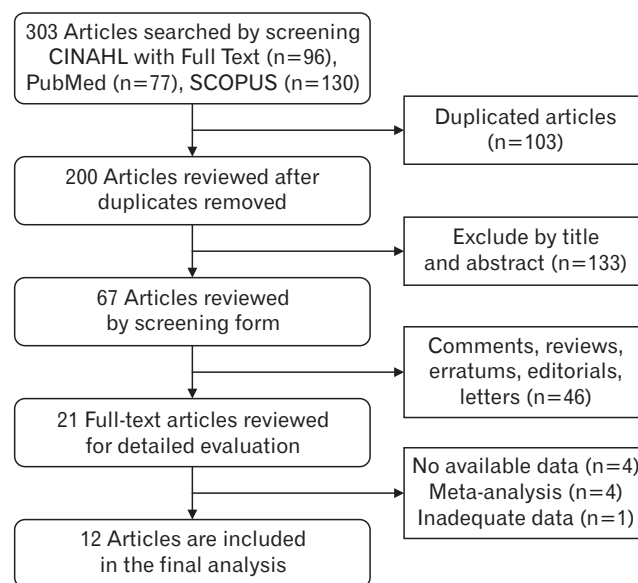 303 Articles searched by screening
CINAHL with Full Text (n=96),
PubMed (n=77), SCOPUS (n=130)
Duplicated articles
(n=103)
200 Articles reviewed after
duplicates removed
Exclude by title
and abstract (n=133)
67 Articles reviewed
by screening form
Comments, reviews,
erratums, editorials,
letters (n=46)
21 Full-text articles reviewed
for detailed evaluation
No available data (n=4)
Meta-analysis (n=4)
Inadequate data (n=1)
12 Articles are included
in the final analysis